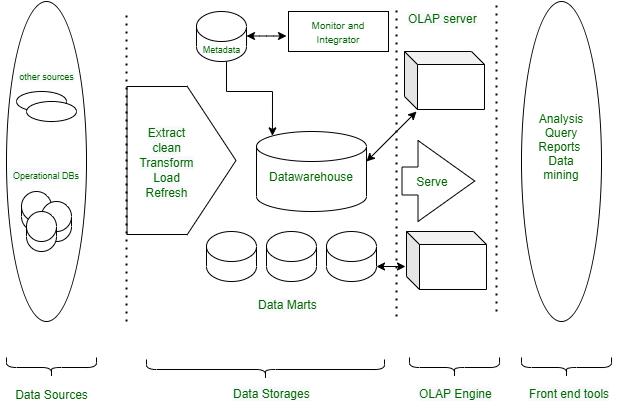 OLAP server
Monitor and
Integrator
Metadata
other sources
Extract
clean
Transform
Load
Refresh
Analysis
Query
Reports
Data
mining
Operational DBs
Datawarehouse
Serve
Data Marts
Data Sources
Data Storages
OLAP Engine
Front end tools